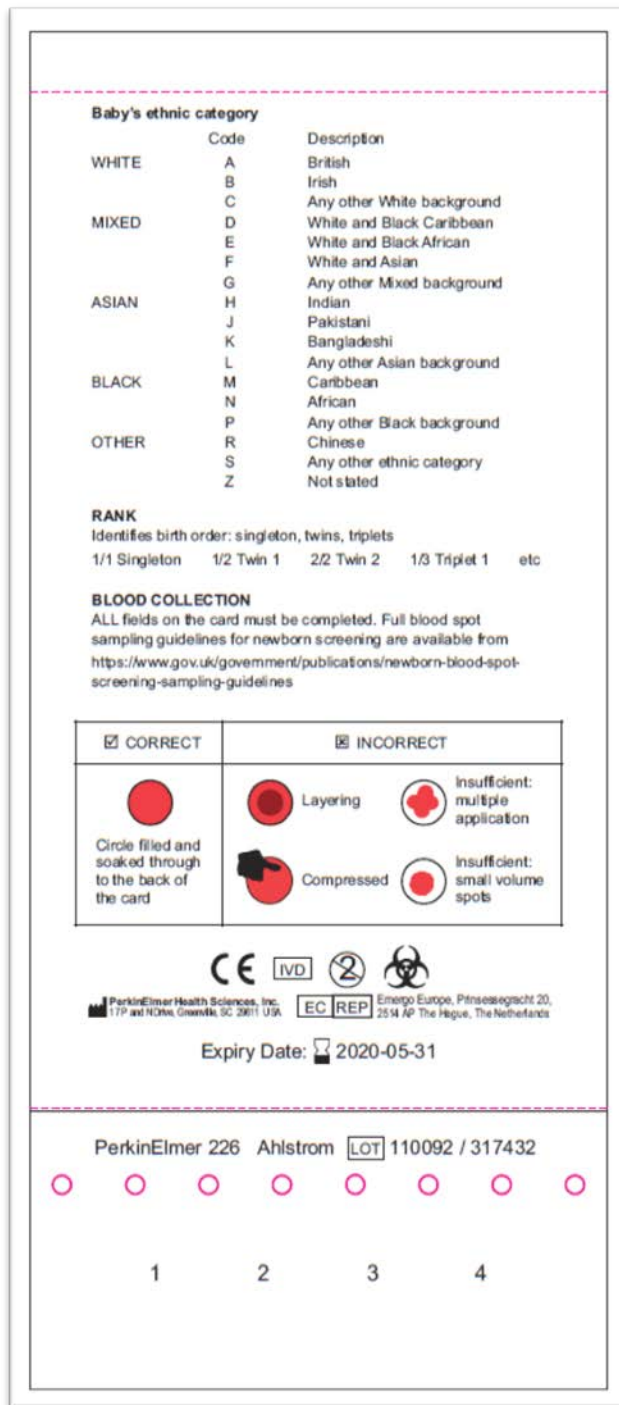 Baby's ethnic category
Code Description
WHITE A British
B Irish
C Any other White background
MIXED D White and Black Caribbean
E White and Black African
F White and Asian
G Any other Mixed background
ASIAN H Indian
J Pakistani
K Bangladeshi
L Any other Asian background
BLACK M Caribbean
N African
P Any other Black background
OTHER R Chinese
S Any other ethnic category
Z Not stated
RANK
Identifies birth order: singleton, twins, triplets
1/1 Singleton 1/2 Twin 1 2/2 Twin 2 1/3 Triplet 1 etc
BLOOD COLLECTION
ALL fields on the card must be completed. Full blood spot
sampling guidelines for newborn screening are available from
https://www.gov.uk/government/publications/newborn-blood-spot-
screening-sampling-guidelines
☑ CORRECT ☒ INCORRECT
Circle filled and
soaked through
to the back of
the card
Layering
Insufficient:
multiple
application
Compressed
Insufficient:
small volume
spots
CE IVD 2
PerkinElmer Health Sciences, Inc.
17 P and N Drive, Greenville, SC 29611 USA
EC REP
Emergo Europe, Prinsessegracht 20,
2514 AP The Hague, The Netherlands
Expiry Date: 2020-05-31
PerkinElmer 226 Ahlstrom LOT 110092 / 317432
1 2 3 4